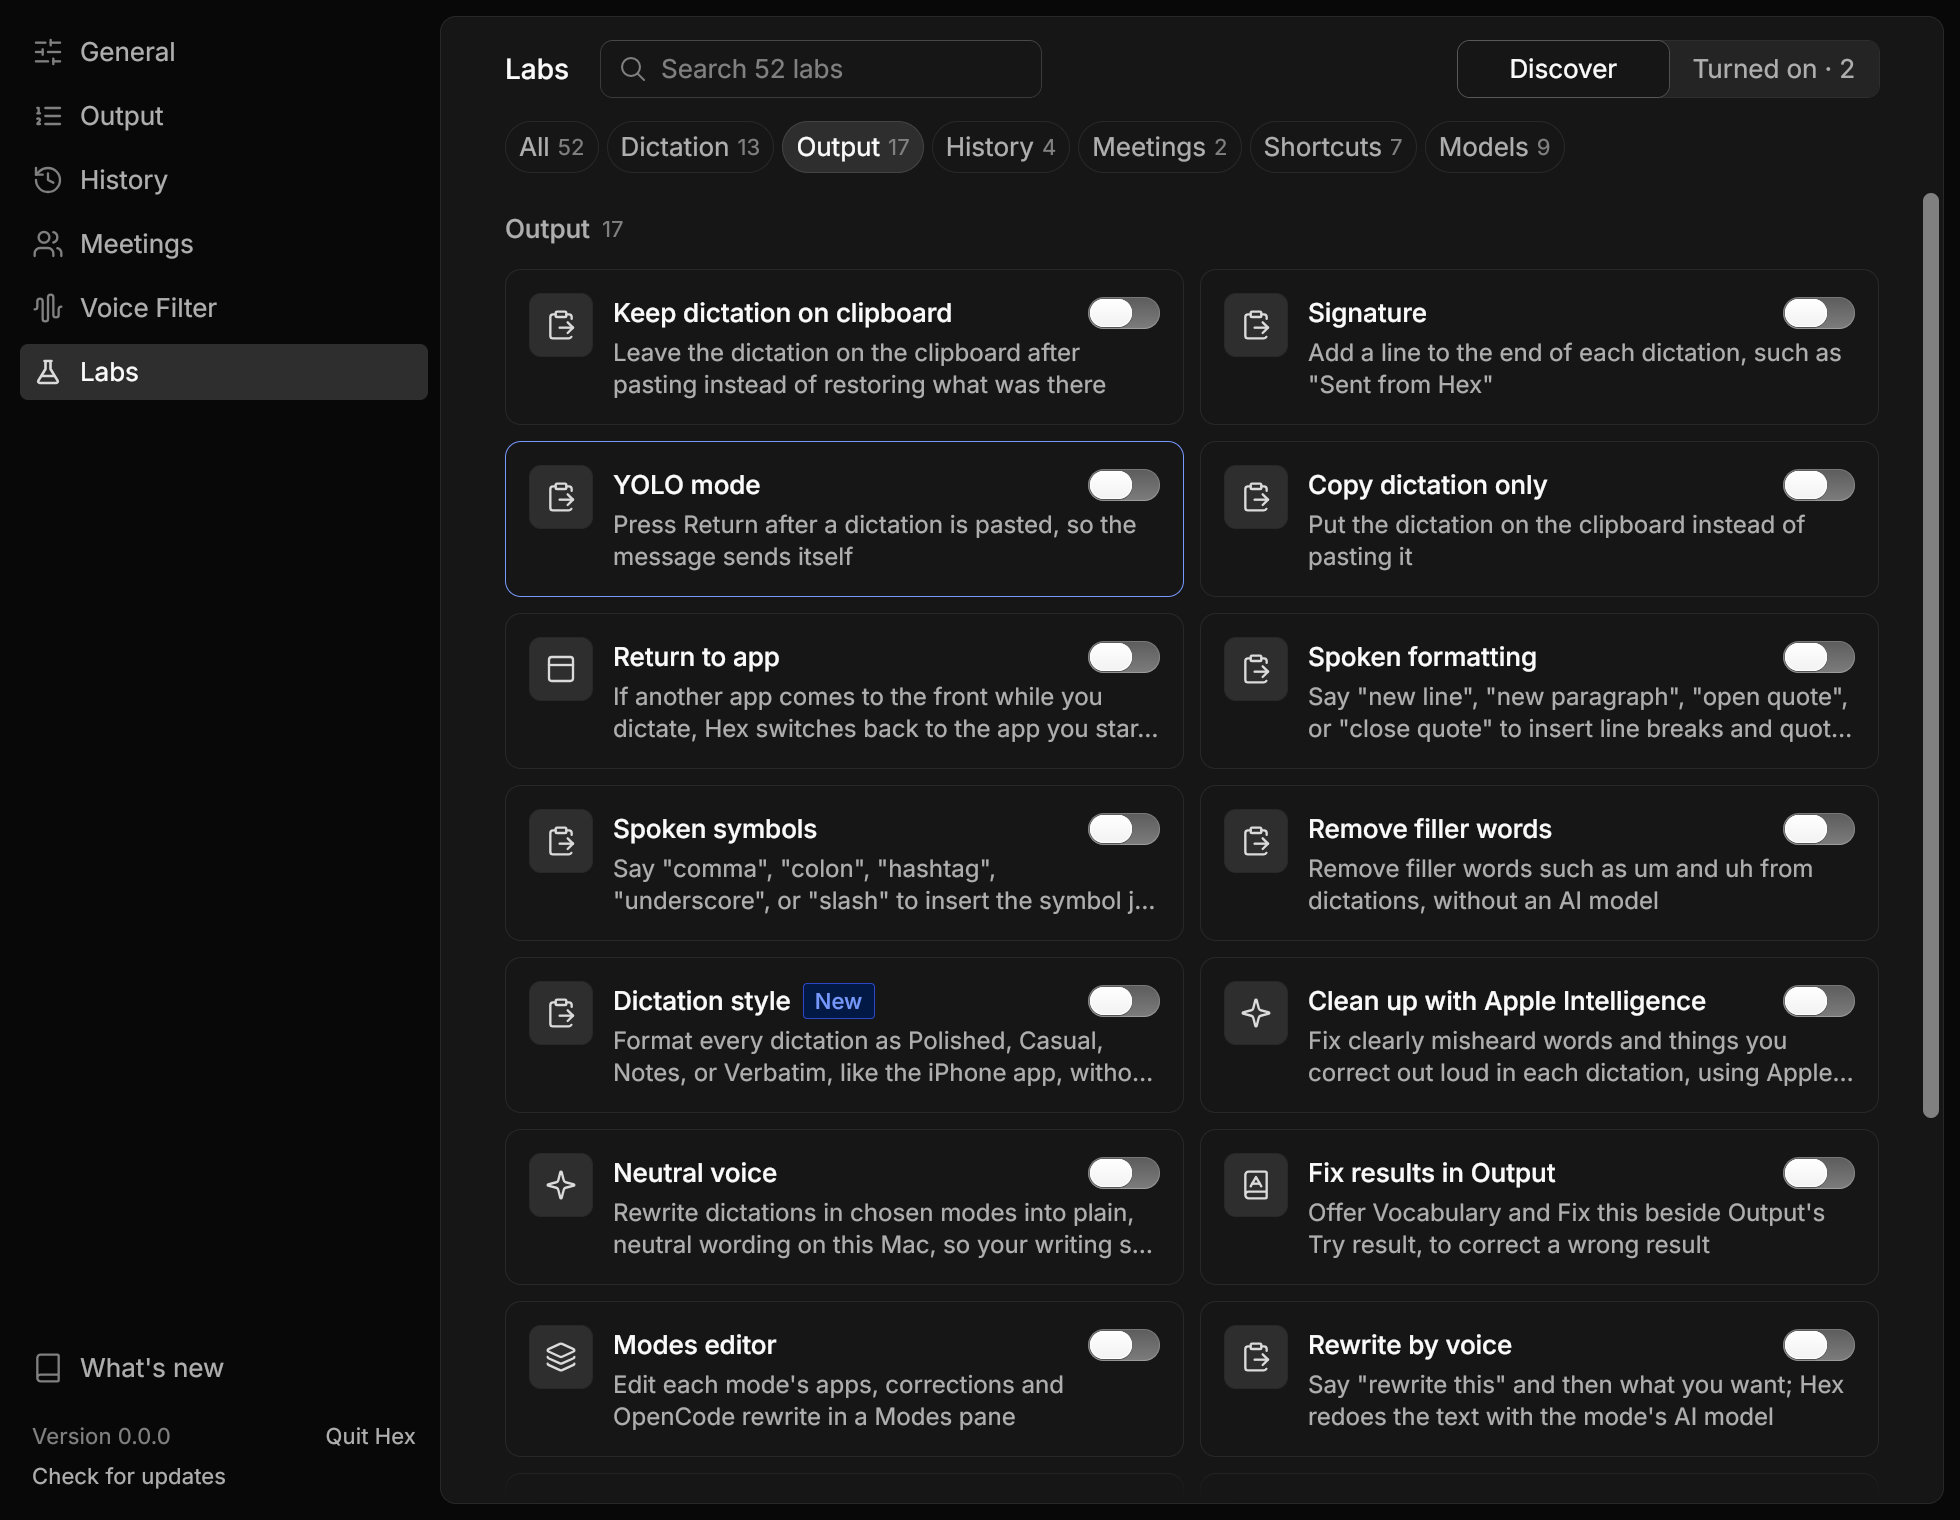 General
Output
History
Meetings
Voice Filter
Labs
What's new
Version 0.0.0
Quit Hex
Check for updates
Labs
Search 52 labs
Discover
Turned on · 2
All 52
Dictation 13
Output 17
History 4
Meetings 2
Shortcuts 7
Models 9
Output 17
Keep dictation on clipboard
Leave the dictation on the clipboard after
pasting instead of restoring what was there
Signature
Add a line to the end of each dictation, such as
"Sent from Hex"
YOLO mode
Press Return after a dictation is pasted, so the
message sends itself
Copy dictation only
Put the dictation on the clipboard instead of
pasting it
Return to app
If another app comes to the front while you
dictate, Hex switches back to the app you star...
Spoken formatting
Say "new line", "new paragraph", "open quote",
or "close quote" to insert line breaks and quot...
Spoken symbols
Say "comma", "colon", "hashtag",
"underscore", or "slash" to insert the symbol j...
Remove filler words
Remove filler words such as um and uh from
dictations, without an AI model
Dictation style New
Format every dictation as Polished, Casual,
Notes, or Verbatim, like the iPhone app, witho...
Clean up with Apple Intelligence
Fix clearly misheard words and things you
correct out loud in each dictation, using Apple...
Neutral voice
Rewrite dictations in chosen modes into plain,
neutral wording on this Mac, so your writing s...
Fix results in Output
Offer Vocabulary and Fix this beside Output's
Try result, to correct a wrong result
Modes editor
Edit each mode's apps, corrections and
OpenCode rewrite in a Modes pane
Rewrite by voice
Say "rewrite this" and then what you want; Hex
redoes the text with the mode's AI model